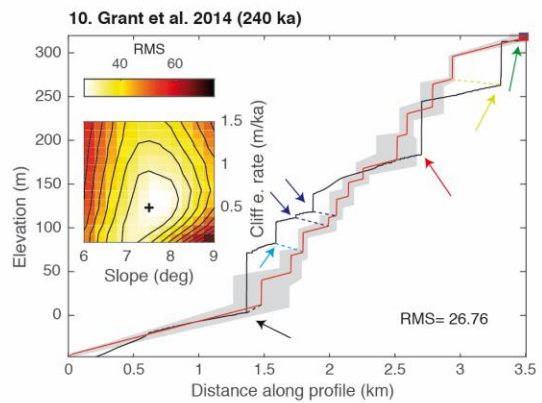 10. Grant et al. 2014 (240 ka)
RMS
40 60
300
250
200
150
100
50
0
Elevation (m)
1.5
1
0.5
Cliff e. rate (m/ka)
6 7 8 9
Slope (deg)
RMS= 26.76
0 0.5 1 1.5 2 2.5 3 3.5
Distance along profile (km)